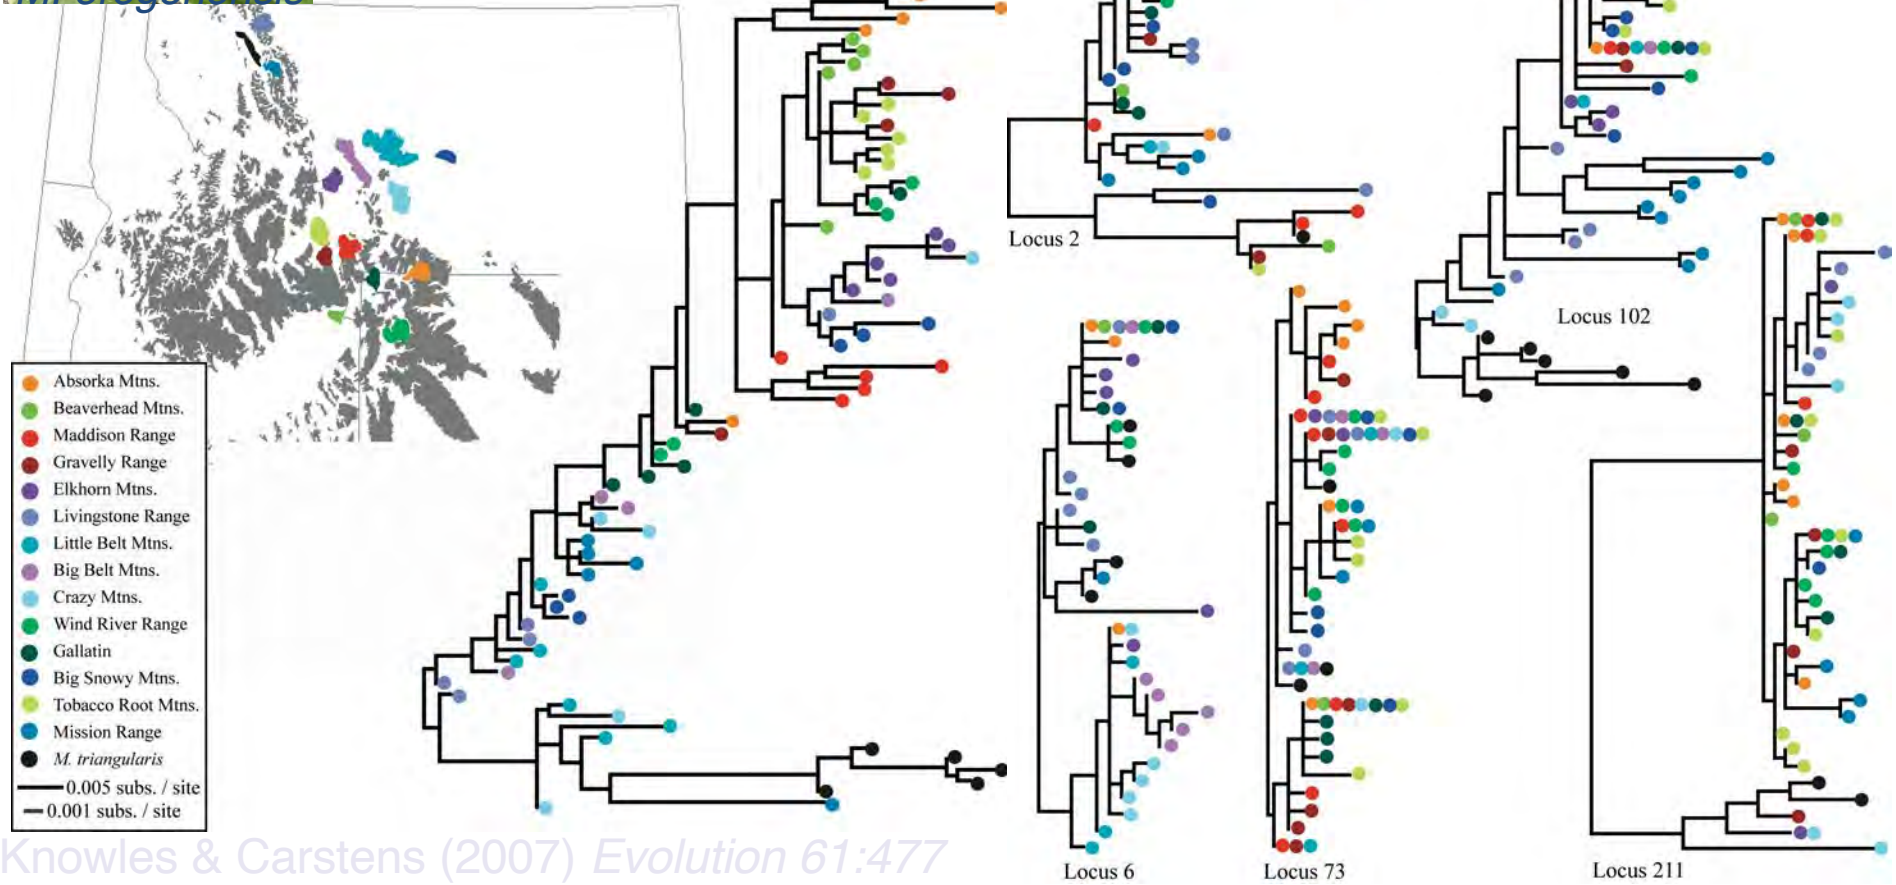 M. oregonensis
Absorka Mtns.
Beaverhead Mtns.
Maddison Range
Gravelly Range
Elkhorn Mtns.
Livingstone Range
Little Belt Mtns.
Big Belt Mtns.
Crazy Mtns.
Wind River Range
Gallatin
Big Snowy Mtns.
Tobacco Root Mtns.
Mission Range
M. triangularis
0.005 subs. / site
0.001 subs. / site
Locus 2
Locus 102
Locus 6
Locus 73
Locus 211
Knowles & Carstens (2007) Evolution 61:477